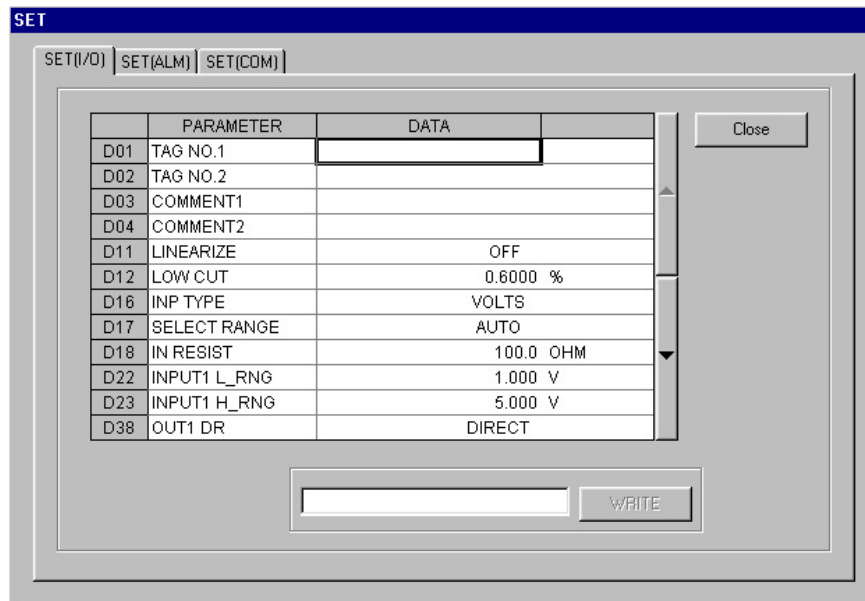 SET
SET(I/O) SET(ALM) SET(COM)
PARAMETER DATA
Close
D01 TAG NO.1
D02 TAG NO.2
D03 COMMENT1
D04 COMMENT2
D11 LINEARIZE OFF
D12 LOW CUT 0.6000 %
D16 INP TYPE VOLTS
D17 SELECT RANGE AUTO
D18 IN RESIST 100.0 OHM
D22 INPUT1 L_RNG 1.000 V
D23 INPUT1 H_RNG 5.000 V
D38 OUT1 DR DIRECT
WRITE